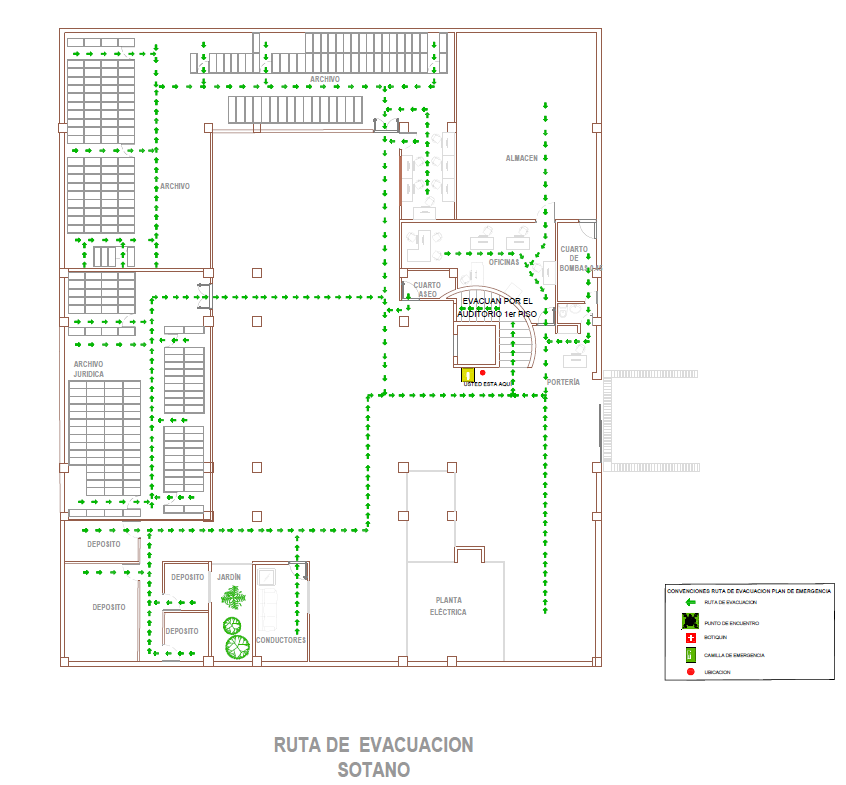 ARCHIVO
ALMACEN
ARCHIVO
OFICINAS
CUARTO
DE
BOMBAS
CUARTO
ASEO
EVACUAN POR EL
AUDITORIO 1er PISO
ARCHIVO
JURIDICA
USTED ESTA AQUI
PORTERÍA
DEPOSITO
DEPOSITO
JARDÍN
DEPOSITO
PLANTA
ELÉCTRICA
DEPOSITO
CONDUCTORES
CONVENCIONES RUTA DE EVACUACION PLAN DE EMERGENCIA
RUTA DE EVACUACION
PUNTO DE ENCUENTRO
BOTIQUIN
CAMILLA DE EMERGENCIA
UBICACION
RUTA DE EVACUACION
SOTANO